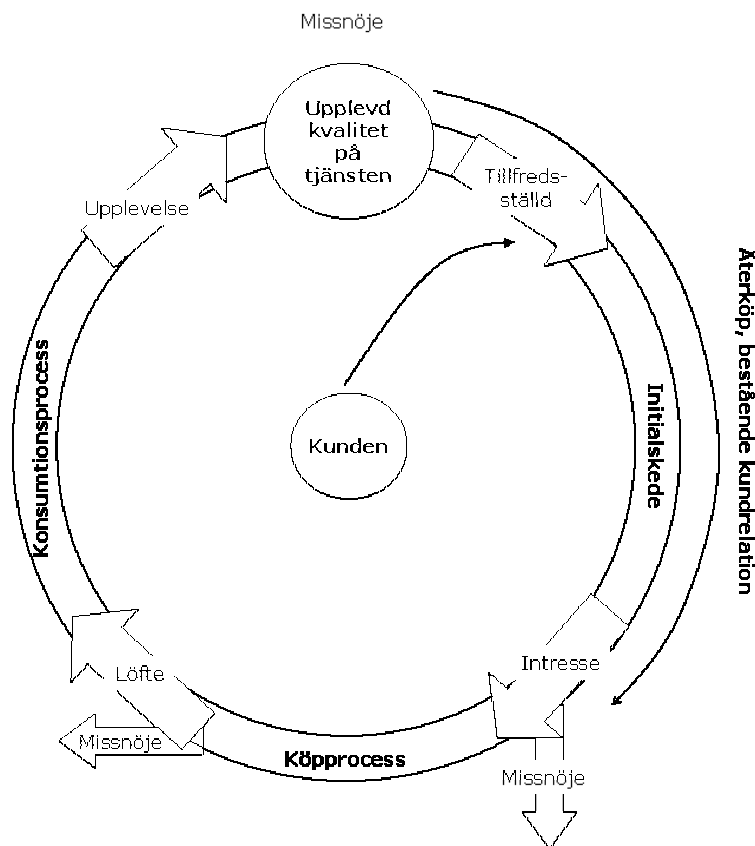 Missnöje
Upplevd
kvalitet
på
tjänsten
Tillfreds-
ställd
Upplevelse
Återköp, bestående kundrelation
Konsumtionsprocess
Initialskede
Kunden
Intresse
Löfte
Missnöje
Köpprocess
Missnöje